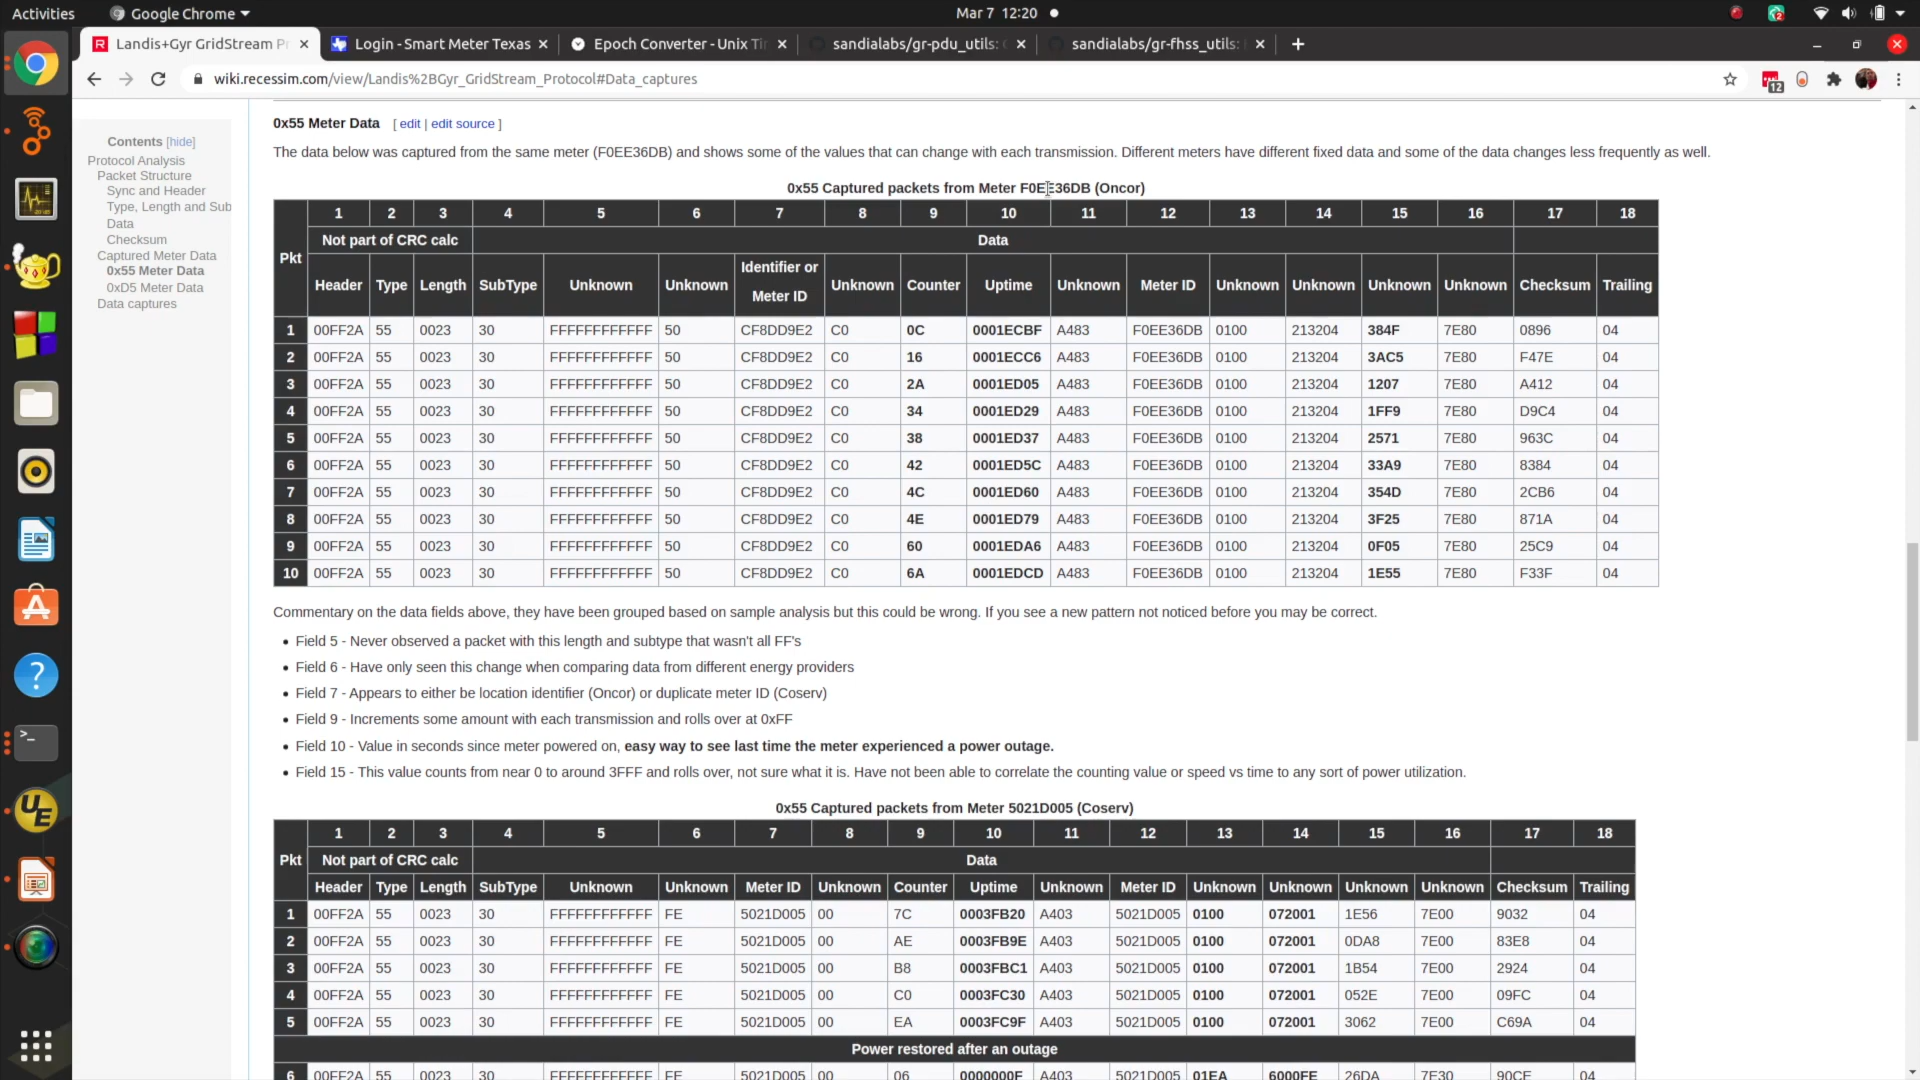 Activities Google Chrome Mar 7 12:20
Landis+Gyr GridStream Pr Login - Smart Meter Texas Epoch Converter - Unix Tim sandialabs/gr-pdu_utils: sandialabs/gr-fhss_utils:
wiki.recessim.com/view/Landis%2BGyr_GridStream_Protocol#Data_captures
12
Contents [hide]
Protocol Analysis
Packet Structure
Sync and Header
Type, Length and Sub
Data
Checksum
Captured Meter Data
0x55 Meter Data
0xD5 Meter Data
Data captures
0x55 Meter Data [ edit | edit source ]
The data below was captured from the same meter (F0EE36DB) and shows some of the values that can change with each transmission. Different meters have different fixed data and some of the data changes less frequently as well.
0x55 Captured packets from Meter F0EE36DB (Oncor)
Pkt 1 2 3 4 5 6 7 8 9 10 11 12 13 14 15 16 17 18
Not part of CRC calc Data
Header Type Length SubType Unknown Unknown Identifier or Meter ID Unknown Counter Uptime Unknown Meter ID Unknown Unknown Unknown Unknown Checksum Trailing
1 00FF2A 55 0023 30 FFFFFFFFFFFF 50 CF8DD9E2 C0 0C 0001ECBF A483 F0EE36DB 0100 213204 384F 7E80 0896 04
2 00FF2A 55 0023 30 FFFFFFFFFFFF 50 CF8DD9E2 C0 16 0001ECC6 A483 F0EE36DB 0100 213204 3AC5 7E80 F47E 04
3 00FF2A 55 0023 30 FFFFFFFFFFFF 50 CF8DD9E2 C0 2A 0001ED05 A483 F0EE36DB 0100 213204 1207 7E80 A412 04
4 00FF2A 55 0023 30 FFFFFFFFFFFF 50 CF8DD9E2 C0 34 0001ED29 A483 F0EE36DB 0100 213204 1FF9 7E80 D9C4 04
5 00FF2A 55 0023 30 FFFFFFFFFFFF 50 CF8DD9E2 C0 38 0001ED37 A483 F0EE36DB 0100 213204 2571 7E80 963C 04
6 00FF2A 55 0023 30 FFFFFFFFFFFF 50 CF8DD9E2 C0 42 0001ED5C A483 F0EE36DB 0100 213204 33A9 7E80 8384 04
7 00FF2A 55 0023 30 FFFFFFFFFFFF 50 CF8DD9E2 C0 4C 0001ED60 A483 F0EE36DB 0100 213204 354D 7E80 2CB6 04
8 00FF2A 55 0023 30 FFFFFFFFFFFF 50 CF8DD9E2 C0 4E 0001ED79 A483 F0EE36DB 0100 213204 3F25 7E80 871A 04
9 00FF2A 55 0023 30 FFFFFFFFFFFF 50 CF8DD9E2 C0 60 0001EDA6 A483 F0EE36DB 0100 213204 0F05 7E80 25C9 04
10 00FF2A 55 0023 30 FFFFFFFFFFFF 50 CF8DD9E2 C0 6A 0001EDCD A483 F0EE36DB 0100 213204 1E55 7E80 F33F 04
Commentary on the data fields above, they have been grouped based on sample analysis but this could be wrong. If you see a new pattern not noticed before you may be correct.
Field 5 - Never observed a packet with this length and subtype that wasn't all FF's
Field 6 - Have only seen this change when comparing data from different energy providers
Field 7 - Appears to either be location identifier (Oncor) or duplicate meter ID (Coserv)
Field 9 - Increments some amount with each transmission and rolls over at 0xFF
Field 10 - Value in seconds since meter powered on, easy way to see last time the meter experienced a power outage.
Field 15 - This value counts from near 0 to around 3FFF and rolls over, not sure what it is. Have not been able to correlate the counting value or speed vs time to any sort of power utilization.
0x55 Captured packets from Meter 5021D005 (Coserv)
Pkt 1 2 3 4 5 6 7 8 9 10 11 12 13 14 15 16 17 18
Not part of CRC calc Data
Header Type Length SubType Unknown Unknown Meter ID Unknown Counter Uptime Unknown Meter ID Unknown Unknown Unknown Unknown Checksum Trailing
1 00FF2A 55 0023 30 FFFFFFFFFFFF FE 5021D005 00 7C 0003FB20 A403 5021D005 0100 072001 1E56 7E00 9032 04
2 00FF2A 55 0023 30 FFFFFFFFFFFF FE 5021D005 00 AE 0003FB9E A403 5021D005 0100 072001 0DA8 7E00 83E8 04
3 00FF2A 55 0023 30 FFFFFFFFFFFF FE 5021D005 00 B8 0003FBC1 A403 5021D005 0100 072001 1B54 7E00 2924 04
4 00FF2A 55 0023 30 FFFFFFFFFFFF FE 5021D005 00 C0 0003FC30 A403 5021D005 0100 072001 052E 7E00 09FC 04
5 00FF2A 55 0023 30 FFFFFFFFFFFF FE 5021D005 00 EA 0003FC9F A403 5021D005 0100 072001 3062 7E00 C69A 04
Power restored after an outage
6 00FF2A 55 0023 30 FFFFFFFFFFFF FE 5021D005 00 06 0000000F A403 5021D005 01EA 6000FE 26DA 7E30 90CE 04